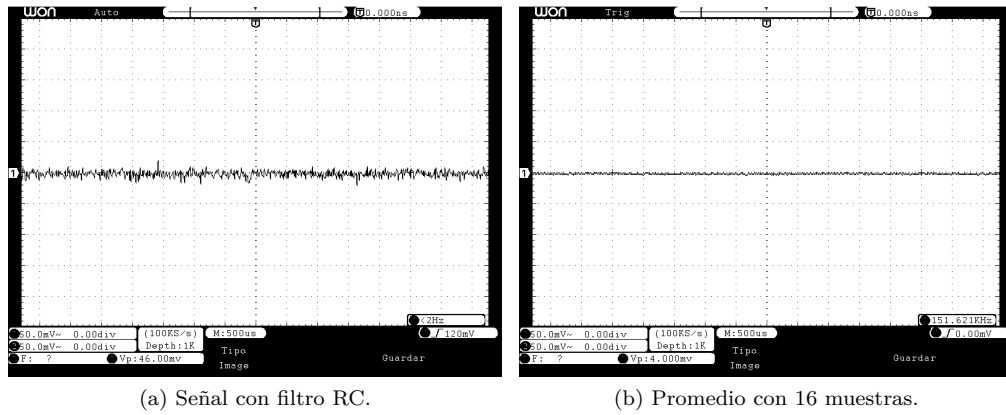 won Auto 0.000ns
1
<2Hz
50.0mV~ 0.00div (100KS/s) M:500us 120mV
50.0mV~ 0.00div Depth:1K
F: ? Vp:46.00mv
Tipo
Image
Guardar
(a) Señal con filtro RC.
won Trig 0.000ns
1
151.621KHz
50.0mV~ 0.00div (100KS/s) M:500us 0.00mV
50.0mV~ 0.00div Depth:1K
F: ? Vp:4.000mv
Tipo
Image
Guardar
(b) Promedio con 16 muestras.